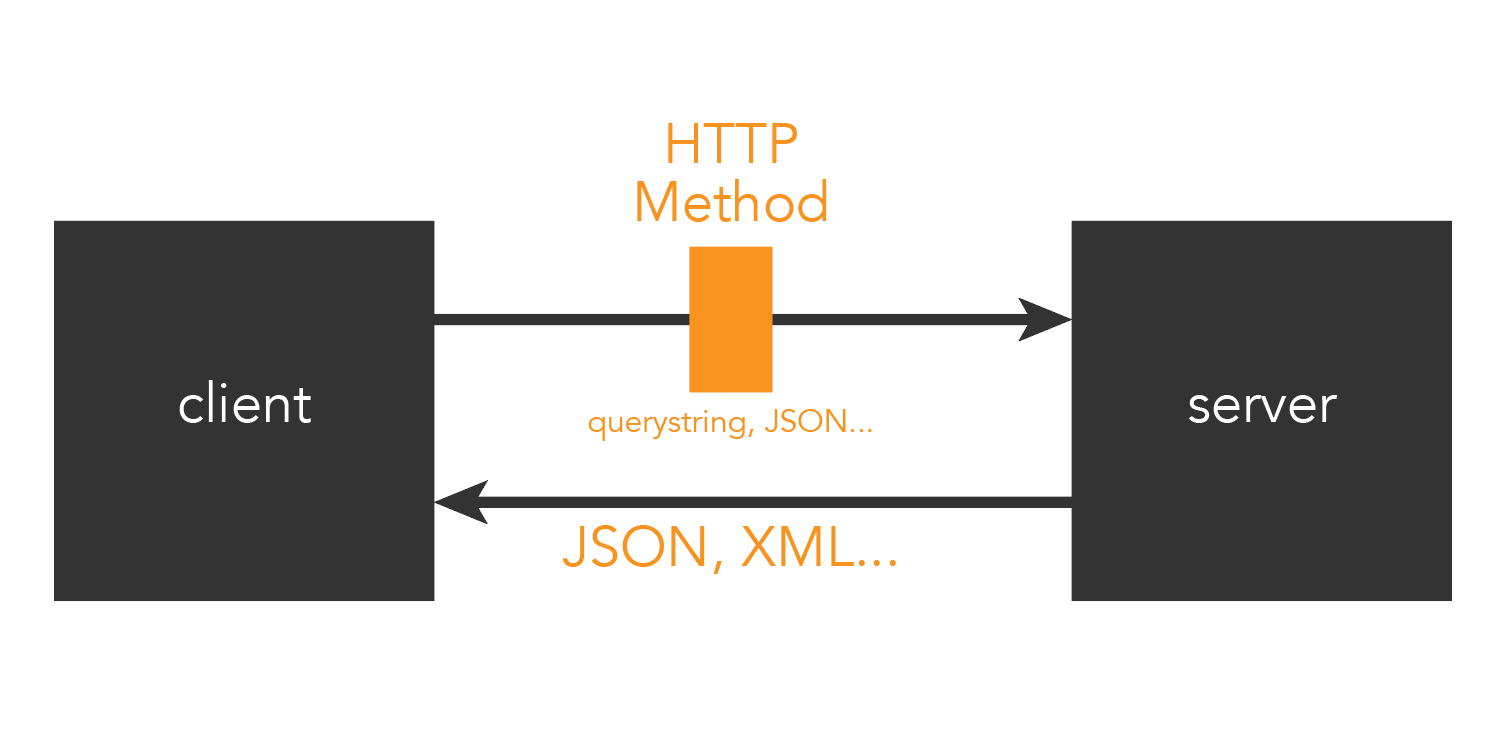 HTTP
Method
client
server
querystring, JSON...
JSON, XML...